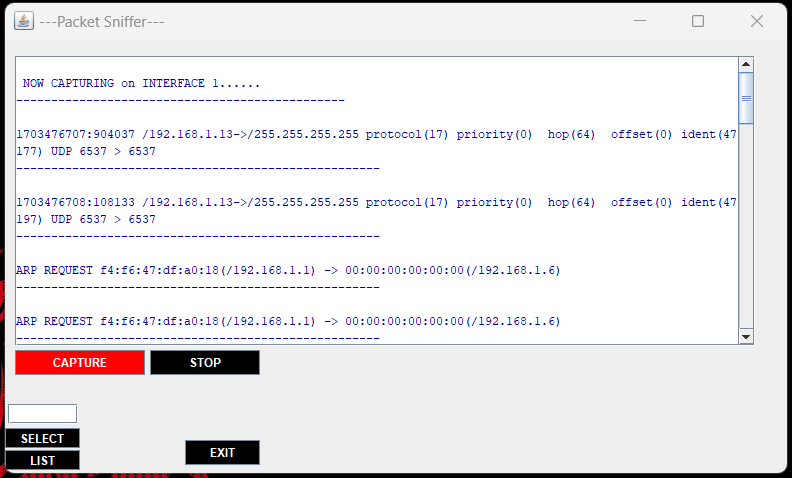 ---Packet Sniffer---
NOW CAPTURING on INTERFACE 1......
-----------------------------------------------
1703476707:904037 /192.168.1.13->/255.255.255.255 protocol(17) priority(0)  hop(64)  offset(0) ident(47
177) UDP 6537 > 6537
----------------------------------------------------
1703476708:108133 /192.168.1.13->/255.255.255.255 protocol(17) priority(0)  hop(64)  offset(0) ident(47
197) UDP 6537 > 6537
----------------------------------------------------
ARP REQUEST f4:f6:47:df:a0:18(/192.168.1.1) -> 00:00:00:00:00:00(/192.168.1.6)
----------------------------------------------------
ARP REQUEST f4:f6:47:df:a0:18(/192.168.1.1) -> 00:00:00:00:00:00(/192.168.1.6)
----------------------------------------------------
CAPTURE STOP
SELECT
LIST
EXIT